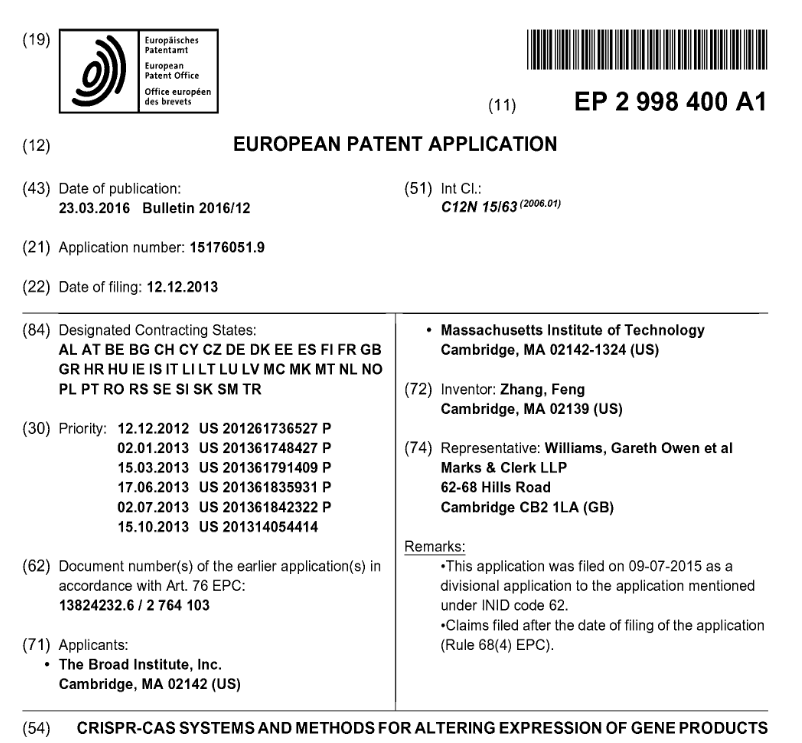 (19)
Europäisches
Patentamt
European
Patent Office
Office européen
des brevets
(11) EP 2 998 400 A1
(12) EUROPEAN PATENT APPLICATION
(43) Date of publication:
23.03.2016 Bulletin 2016/12
(21) Application number: 15176051.9
(22) Date of filing: 12.12.2013
(51) Int Cl.:
C12N 15/63 (2006.01)
(84) Designated Contracting States:
AL AT BE BG CH CY CZ DE DK EE ES FI FR GB
GR HR HU IE IS IT LI LT LU LV MC MK MT NL NO
PL PT RO RS SE SI SK SM TR
(30) Priority: 12.12.2012 US 201261736527 P
02.01.2013 US 201361748427 P
15.03.2013 US 201361791409 P
17.06.2013 US 201361835931 P
02.07.2013 US 201361842322 P
15.10.2013 US 201314054414
(62) Document number(s) of the earlier application(s) in
accordance with Art. 76 EPC:
13824232.6 / 2 764 103
(71) Applicants:
• The Broad Institute, Inc.
Cambridge, MA 02142 (US)
• Massachusetts Institute of Technology
Cambridge, MA 02142-1324 (US)
(72) Inventor: Zhang, Feng
Cambridge, MA 02139 (US)
(74) Representative: Williams, Gareth Owen et al
Marks & Clerk LLP
62-68 Hills Road
Cambridge CB2 1LA (GB)
Remarks:
•This application was filed on 09-07-2015 as a
divisional application to the application mentioned
under INID code 62.
•Claims filed after the date of filing of the application
(Rule 68(4) EPC).
(54) CRISPR-CAS SYSTEMS AND METHODS FOR ALTERING EXPRESSION OF GENE PRODUCTS